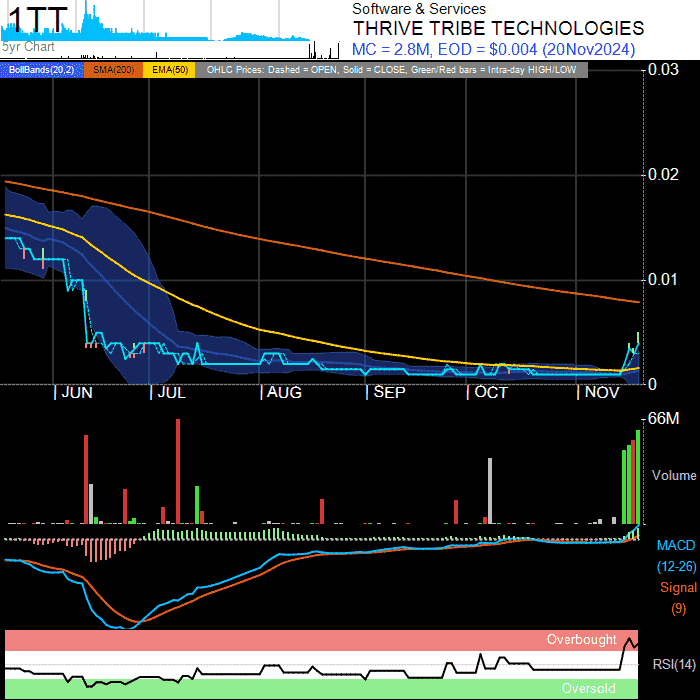 1TT
5yr Chart
Software & Services
THRIVE TRIBE TECHNOLOGIES
MC = 2.8M, EOD = $0.004 (20Nov2024)
BollBands(20,2) SMA(200) EMA(50) OHLC Prices: Dashed = OPEN, Solid = CLOSE, Green/Red bars = Intra-day HIGH/LOW
0.03
0.02
0.01
0
JUN JUL AUG SEP OCT NOV
66M
Volume
MACD
(12-26)
Signal
(9)
Overbought
RSI(14)
Oversold